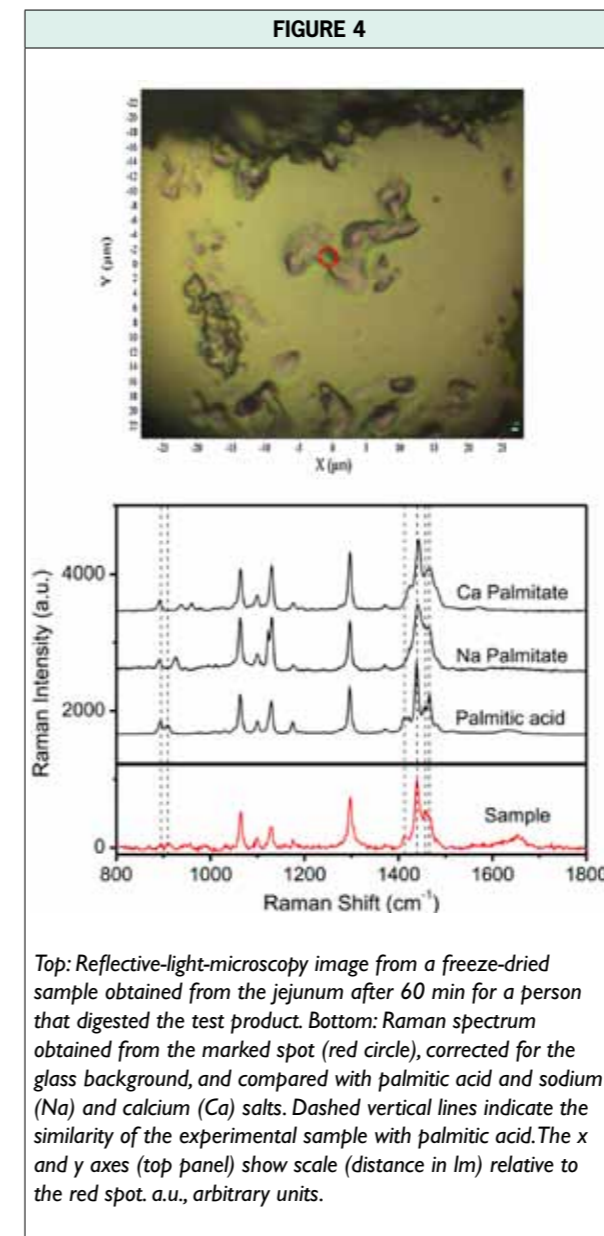 FIGURE 4
Y (µm)
X (µm)
Raman Intensity (a.u.)
4000
2000
0
Ca Palmitate
Na Palmitate
Palmitic acid
Sample
800 1000 1200 1400 1600 1800
Raman Shift (cm-1)
Top: Reflective-light-microscopy image from a freeze-dried
sample obtained from the jejunum after 60 min for a person
that digested the test product. Bottom: Raman spectrum
obtained from the marked spot (red circle), corrected for the
glass background, and compared with palmitic acid and sodium
(Na) and calcium (Ca) salts. Dashed vertical lines indicate the
similarity of the experimental sample with palmitic acid.The x
and y axes (top panel) show scale (distance in lm) relative to
the red spot. a.u., arbitrary units.